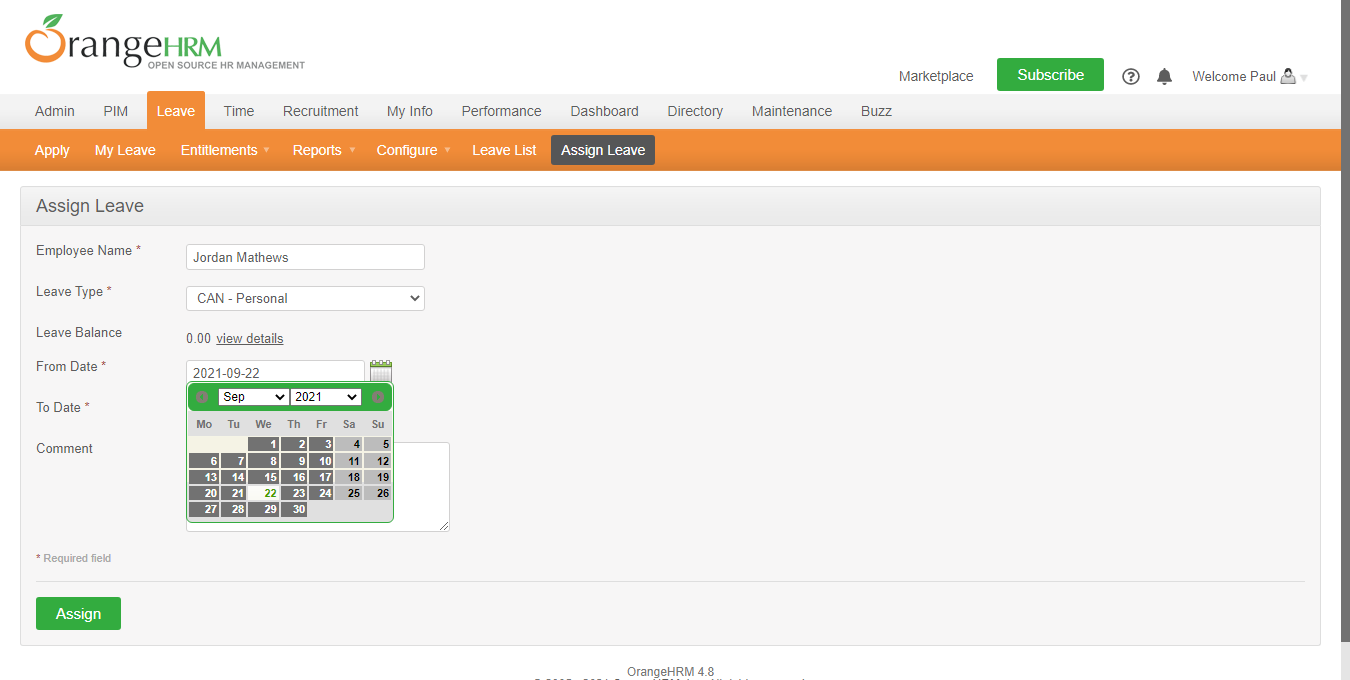 OrangeHRM
OPEN SOURCE HR MANAGEMENT
Marketplace Subscribe Welcome Paul
Admin PIM Leave Time Recruitment My Info Performance Dashboard Directory Maintenance Buzz
Apply My Leave Entitlements Reports Configure Leave List Assign Leave
Assign Leave
Employee Name * Jordan Mathews
Leave Type * CAN - Personal
Leave Balance 0.00 view details
From Date * 2021-09-22
Sep 2021
To Date *
Mo Tu We Th Fr Sa Su
Comment
1 2 3 4 5
6 7 8 9 10 11 12
13 14 15 16 17 18 19
20 21 22 23 24 25 26
27 28 29 30
* Required field
Assign
OrangeHRM 4.8